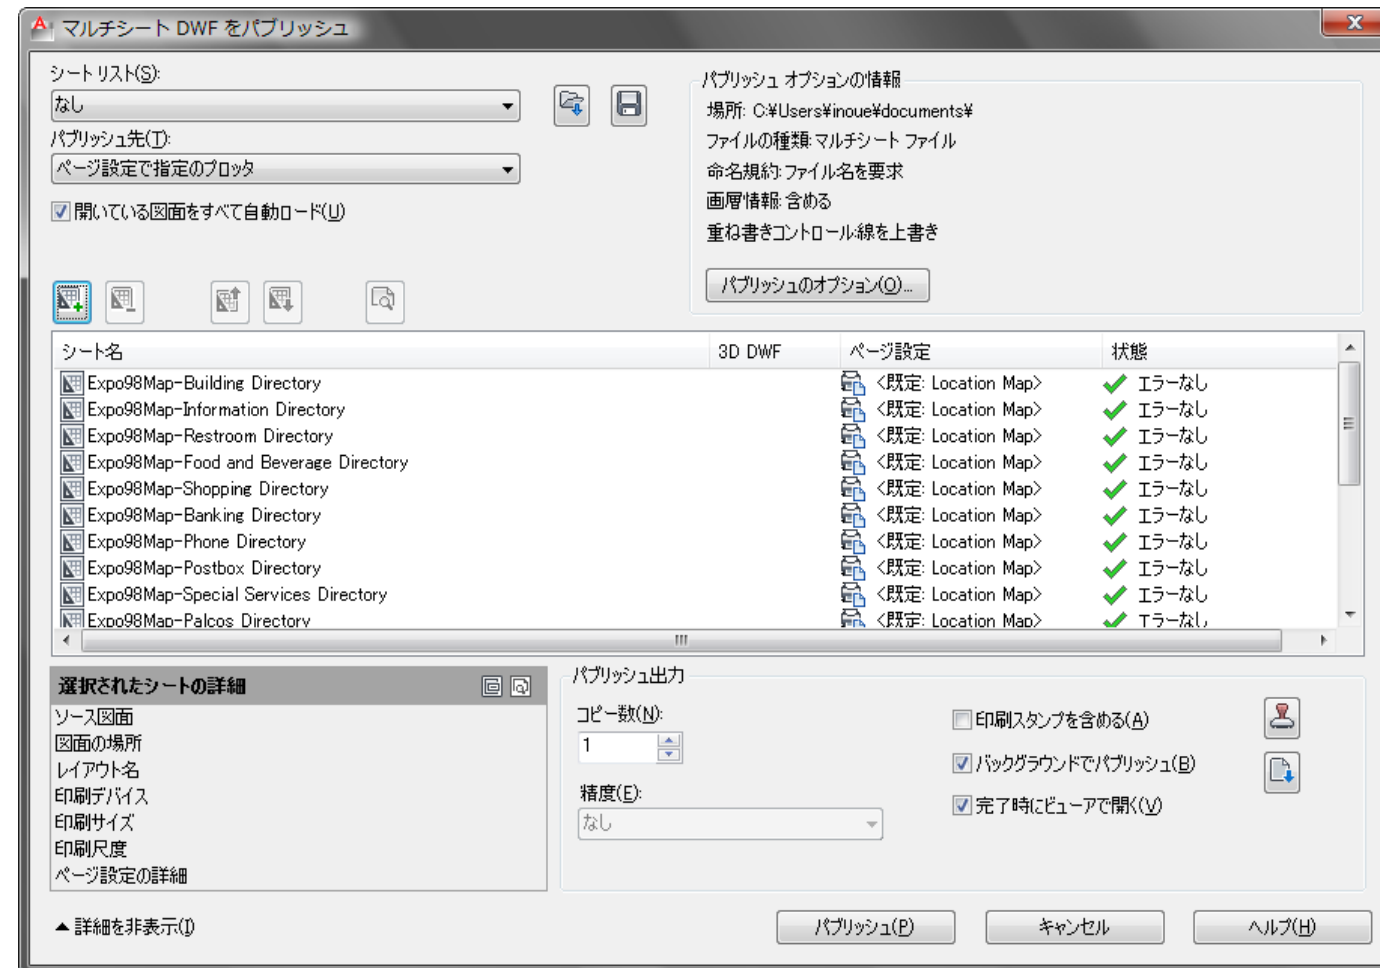 マルチシート DWF をパブリッシュ
シート リスト(S):
なし
パブリッシュ先(T):
ページ設定で指定のプロッタ
開いている図面をすべて自動ロード(U)
パブリッシュ オプションの情報
場所: C:¥Users¥inoue¥documents¥
ファイルの種類:マルチシート ファイル
命名規約:ファイル名を要求
画層情報:含める
重ね書きコントロール:線を上書き
パブリッシュのオプション(O)...
シート名 3D DWF ページ設定 状態
Expo98Map-Building Directory <既定: Location Map> エラーなし
Expo98Map-Information Directory <既定: Location Map> エラーなし
Expo98Map-Restroom Directory <既定: Location Map> エラーなし
Expo98Map-Food and Beverage Directory <既定: Location Map> エラーなし
Expo98Map-Shopping Directory <既定: Location Map> エラーなし
Expo98Map-Banking Directory <既定: Location Map> エラーなし
Expo98Map-Phone Directory <既定: Location Map> エラーなし
Expo98Map-Postbox Directory <既定: Location Map> エラーなし
Expo98Map-Special Services Directory <既定: Location Map> エラーなし
Expo98Map-Palcos Directory <既定: Location Map> エラーなし
選択されたシートの詳細
ソース図面
図面の場所
レイアウト名
印刷デバイス
印刷サイズ
印刷尺度
ページ設定の詳細
パブリッシュ出力
コピー数(N):
1
精度(E):
なし
印刷スタンプを含める(A)
バックグラウンドでパブリッシュ(B)
完了時にビューアで開く(V)
詳細を非表示(I)
パブリッシュ(P) キャンセル ヘルプ(H)